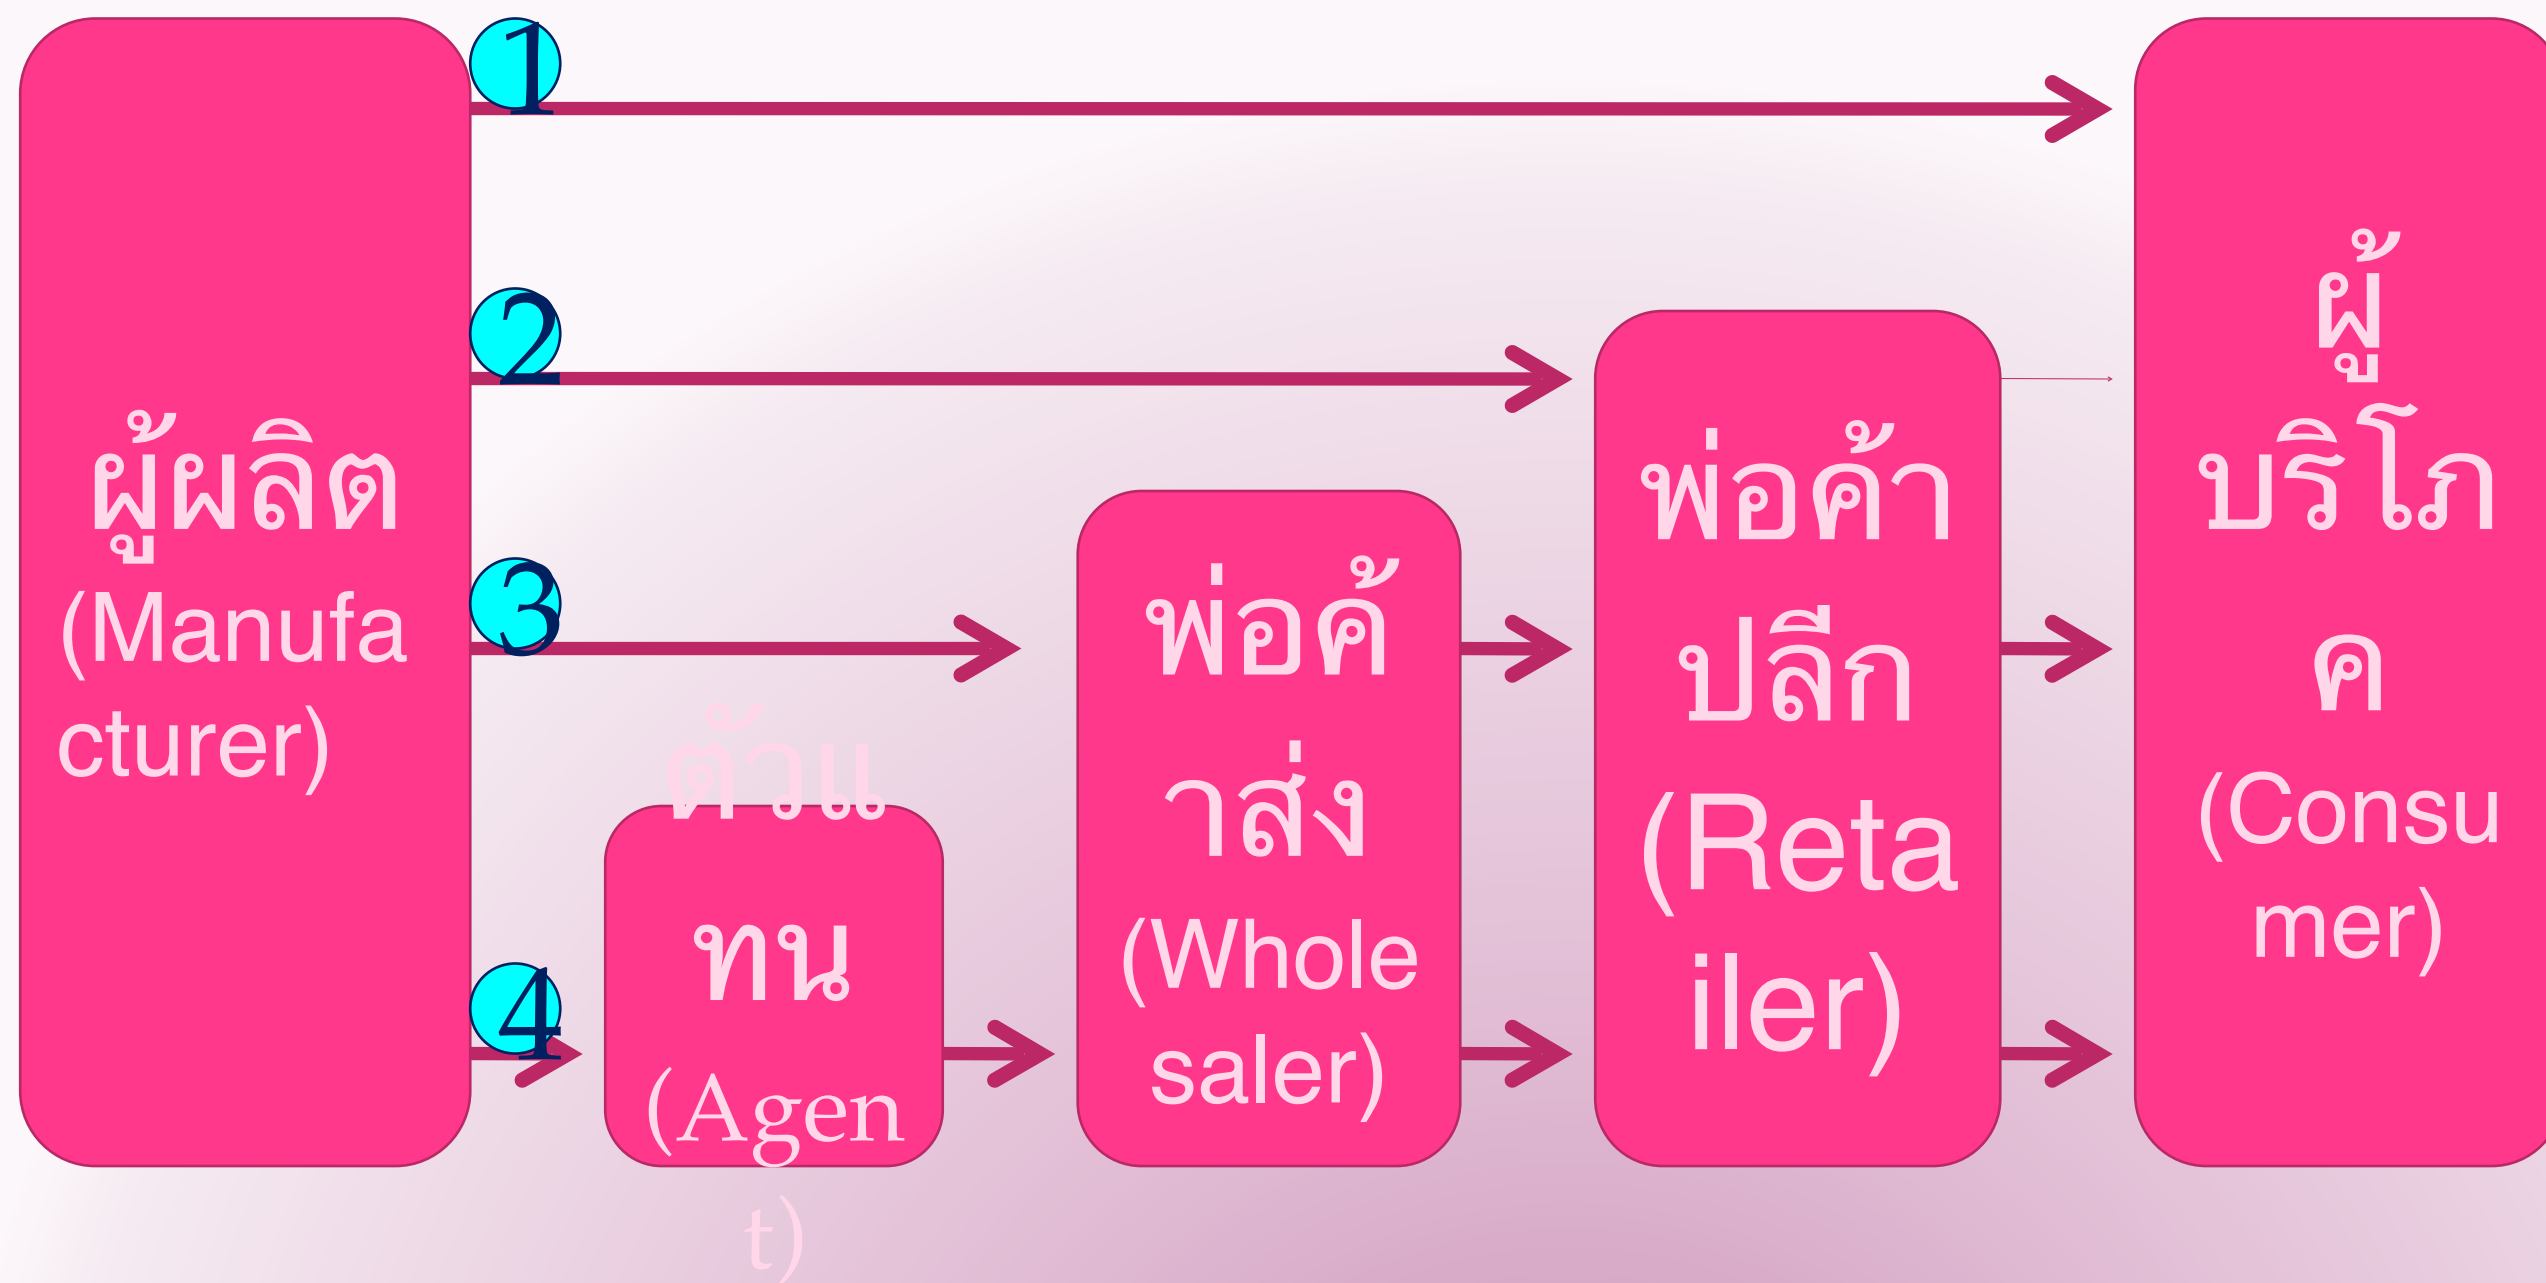 1
2
3
4
ผู้ผลิต
(Manufa
cturer)
ตัวแ
ทน
(Agen
t)
พ่อค้
าส่ง
(Whole
saler)
พ่อค้า
ปลีก
(Reta
iler)
ผู้
บริโภ
ค
(Consu
mer)